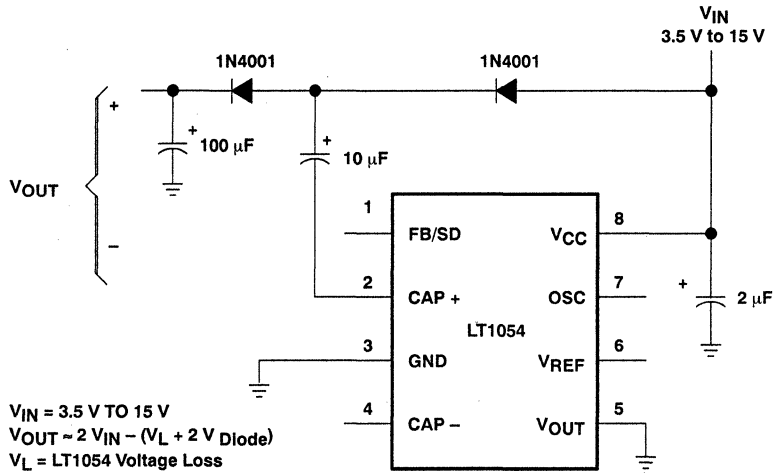 VIN
3.5 V to 15 V
1N4001
1N4001
+
+
100 µF
+
10 µF
VOUT
–
1
FB/SD
VCC
8
2
CAP +
OSC
7
+
2 µF
LT1054
3
GND
VREF
6
4
CAP –
VOUT
5
VIN = 3.5 V TO 15 V
VOUT ~ 2 VIN – (VL + 2 VDiode)
VL = LT1054 Voltage Loss